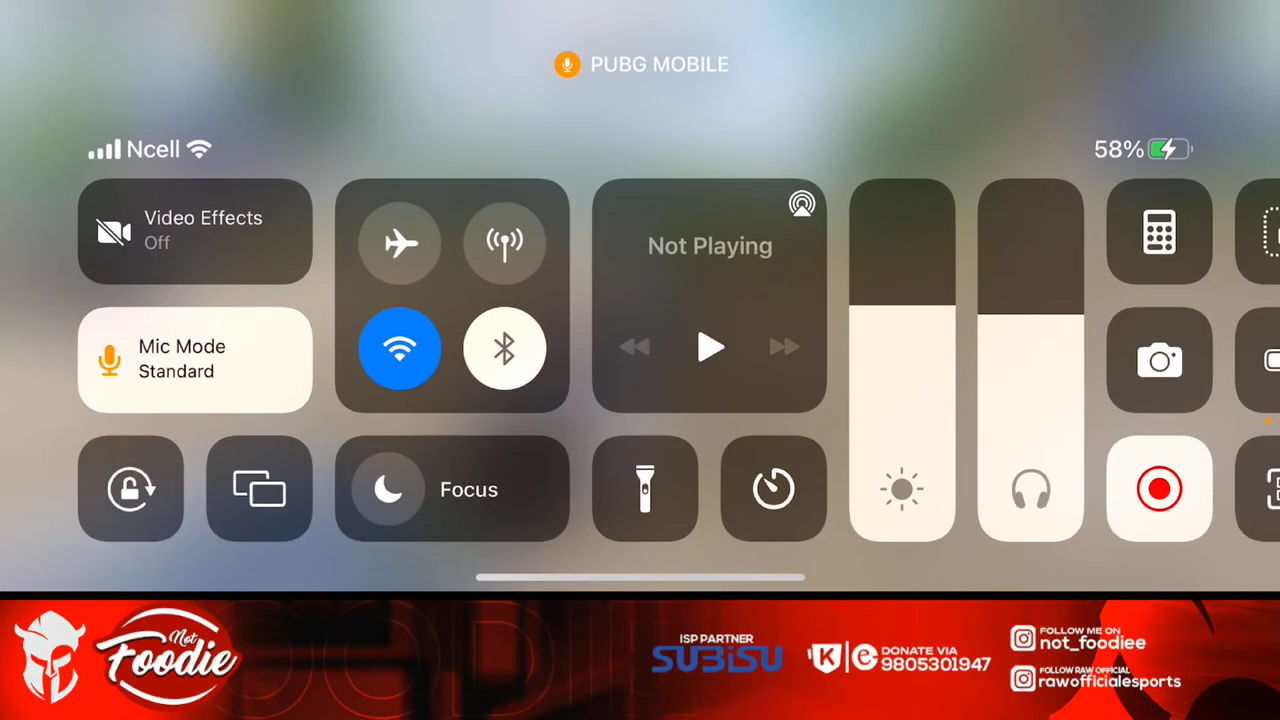 PUBG MOBILE
Ncell
58%
Video Effects
Off
Not Playing
Mic Mode
Standard
Focus
Not
Foodie
ISP PARTNER
SUBISU
K e
DONATE VIA
9805301947
FOLLOW ME ON
not_foodiee
FOLLOW RAW OFFICIAL
rawofficialesports